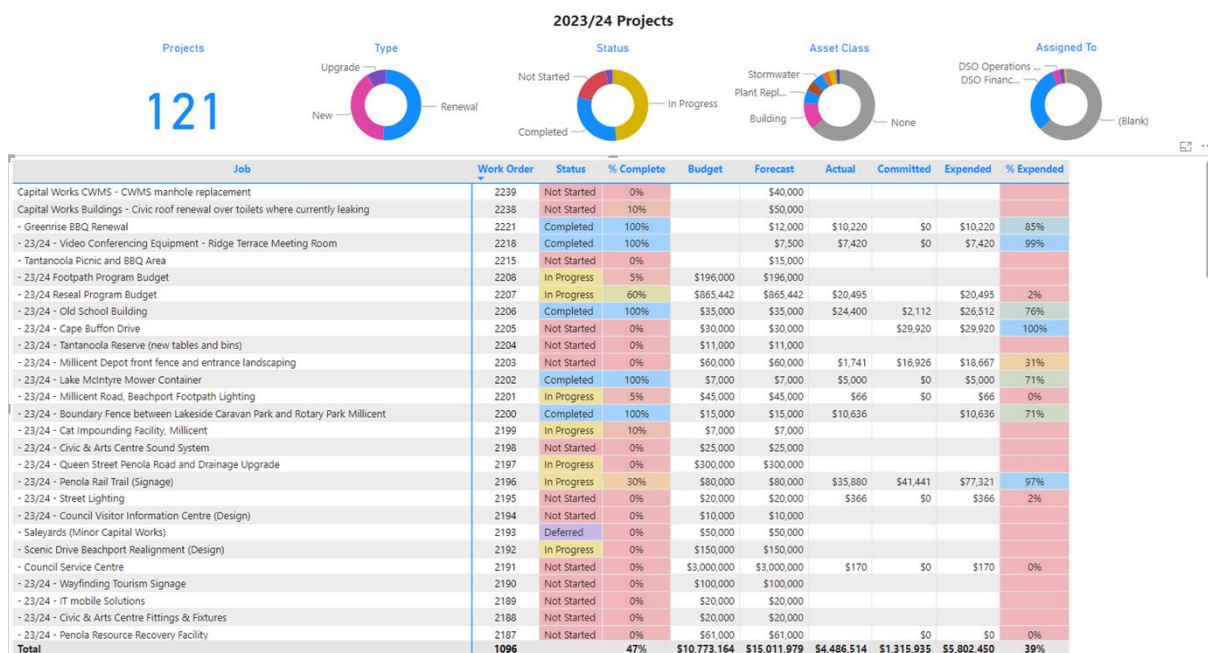 2023/24 Projects
Projects
Type
Status
Asset Class
Assigned To
121
Upgrade
New
Renewal
Not Started
Completed
In Progress
Stormwater
Plant Repl...
Building
None
DSO Operations ...
DSO Financ...
(Blank)
Job Work Order Status % Complete Budget Forecast Actual Committed Expended % Expended
Capital Works CWMS - CWMS manhole replacement 2239 Not Started 0% $40,000
Capital Works Buildings - Civic roof renewal over toilets where currently leaking 2238 Not Started 10% $50,000
- Greenrise BBQ Renewal 2221 Completed 100% $12,000 $10,220 $0 $10,220 85%
- 23/24 - Video Conferencing Equipment - Ridge Terrace Meeting Room 2218 Completed 100% $7,500 $7,420 $0 $7,420 99%
- Tantanoola Picnic and BBQ Area 2215 Not Started 0% $15,000
- 23/24 Footpath Program Budget 2208 In Progress 5% $196,000 $196,000
- 23/24 Reseal Program Budget 2207 In Progress 60% $865,442 $865,442 $20,495 $20,495 2%
- 23/24 - Old School Building 2206 Completed 100% $35,000 $35,000 $24,400 $2,112 $26,512 76%
- 23/24 - Cape Buffon Drive 2205 Not Started 0% $30,000 $30,000 $29,920 $29,920 100%
- 23/24 - Tantanoola Reserve (new tables and bins) 2204 Not Started 0% $11,000 $11,000
- 23/24 - Millicent Depot front fence and entrance landscaping 2203 Not Started 0% $60,000 $60,000 $1,741 $16,926 $18,667 31%
- 23/24 - Lake McIntyre Mower Container 2202 Completed 100% $7,000 $7,000 $5,000 $0 $5,000 71%
- 23/24 - Millicent Road, Beachport Footpath Lighting 2201 In Progress 5% $45,000 $45,000 $66 $0 $66 0%
- 23/24 - Boundary Fence between Lakeside Caravan Park and Rotary Park Millicent 2200 Completed 100% $15,000 $15,000 $10,636 $10,636 71%
- 23/24 - Cat Impounding Facility, Millicent 2199 In Progress 10% $7,000 $7,000
- 23/24 - Civic & Arts Centre Sound System 2198 Not Started 0% $25,000 $25,000
- 23/24 - Queen Street Penola Road and Drainage Upgrade 2197 In Progress 0% $300,000 $300,000
- 23/24 - Penola Rail Trail (Signage) 2196 In Progress 30% $80,000 $80,000 $35,880 $41,441 $77,321 97%
- 23/24 - Street Lighting 2195 Not Started 0% $20,000 $20,000 $366 $0 $366 2%
- 23/24 - Council Visitor Information Centre (Design) 2194 Not Started 0% $10,000 $10,000
- Saleyards (Minor Capital Works) 2193 Deferred 0% $50,000 $50,000
- Scenic Drive Beachport Realignment (Design) 2192 In Progress 0% $150,000 $150,000
- Council Service Centre 2191 Not Started 0% $3,000,000 $3,000,000 $170 $0 $170 0%
- 23/24 - Wayfinding Tourism Signage 2190 Not Started 0% $100,000 $100,000
- 23/24 - IT mobile Solutions 2189 Not Started 0% $20,000 $20,000
- 23/24 - Civic & Arts Centre Fittings & Fixtures 2188 Not Started 0% $20,000 $20,000
- 23/24 - Penola Resource Recovery Facility 2187 Not Started 0% $61,000 $61,000 $0 $0 0%
Total 1096 47% $10,773,164 $15,011,979 $4,486,514 $1,315,935 $5,802,450 39%